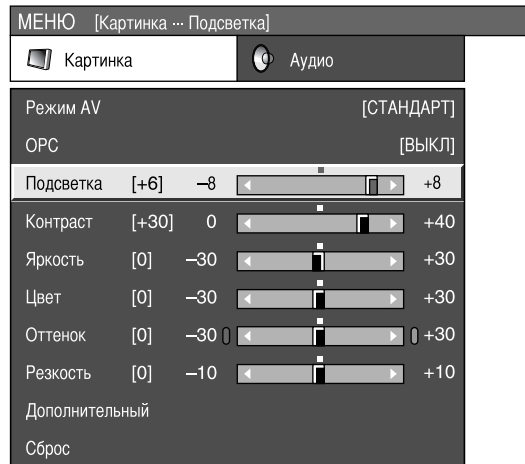 МЕНЮ [Картинка ... Подсветка]
Картинка Аудио
Режим AV [СТАНДАРТ]
OPC [ВЫКЛ]
Подсветка [+6] –8 +8
Контраст [+30] 0 +40
Яркость [0] –30 +30
Цвет [0] –30 +30
Оттенок [0] –30 +30
Резкость [0] –10 +10
Дополнительный
Сброс